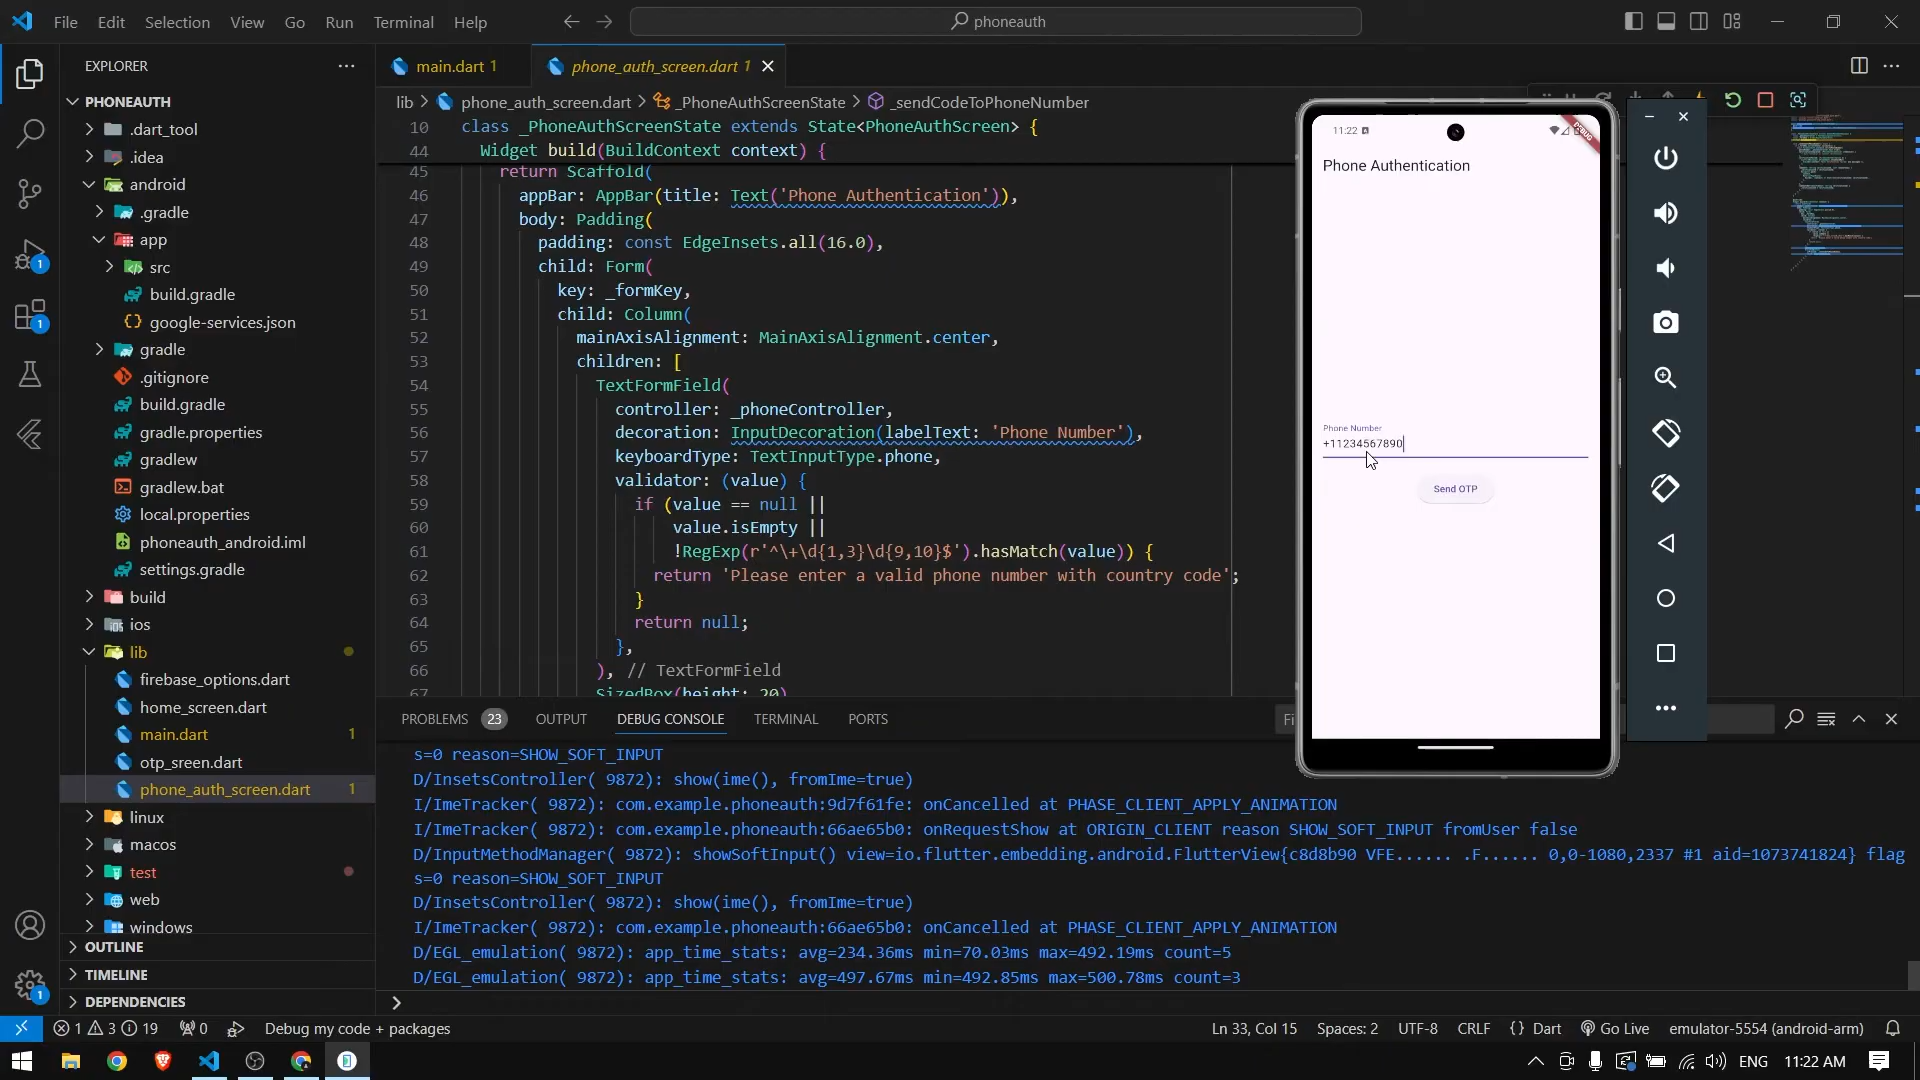 File Edit Selection View Go Run Terminal Help
phoneauth
EXPLORER
PHONEAUTH
.dart_tool
.idea
android
.gradle
app
src
build.gradle
google-services.json
gradle
.gitignore
build.gradle
gradle.properties
gradlew
gradlew.bat
local.properties
phoneauth_android.iml
settings.gradle
build
ios
lib
firebase_options.dart
home_screen.dart
main.dart 1
otp_sreen.dart
phone_auth_screen.dart 1
linux
macos
test
web
windows
OUTLINE
TIMELINE
DEPENDENCIES
main.dart 1
phone_auth_screen.dart 1
lib > phone_auth_screen.dart > _PhoneAuthScreenState > _sendCodeToPhoneNumber
10 class _PhoneAuthScreenState extends State<PhoneAuthScreen> {
44 Widget build(BuildContext context) {
45 return Scaffold(
46 appBar: AppBar(title: Text('Phone Authentication')),
47 body: Padding(
48 padding: const EdgeInsets.all(16.0),
49 child: Form(
50 key: _formKey,
51 child: Column(
52 mainAxisAlignment: MainAxisAlignment.center,
53 children: [
54 TextFormField(
55 controller: _phoneController,
56 decoration: InputDecoration(labelText: 'Phone Number'),
57 keyboardType: TextInputType.phone,
58 validator: (value) {
59 if (value == null ||
60 value.isEmpty ||
61 !RegExp(r'^\+\d{1,3}\d{9,10}$').hasMatch(value)) {
62 return 'Please enter a valid phone number with country code';
63 }
64 return null;
65 },
66 ), // TextFormField
67 SizedBox(height: 20)
11:22
DEBUG
Phone Authentication
Phone Number
+11234567890
Send OTP
PROBLEMS 23 OUTPUT DEBUG CONSOLE TERMINAL PORTS
Fi
s=0 reason=SHOW_SOFT_INPUT
D/InsetsController( 9872): show(ime(), fromIme=true)
I/ImeTracker( 9872): com.example.phoneauth:9d7f61fe: onCancelled at PHASE_CLIENT_APPLY_ANIMATION
I/ImeTracker( 9872): com.example.phoneauth:66ae65b0: onRequestShow at ORIGIN_CLIENT reason SHOW_SOFT_INPUT fromUser false
D/InputMethodManager( 9872): showSoftInput() view=io.flutter.embedding.android.FlutterView{c8d8b90 VFE...... .F...... 0,0-1080,2337 #1 aid=1073741824} flag
s=0 reason=SHOW_SOFT_INPUT
D/InsetsController( 9872): show(ime(), fromIme=true)
I/ImeTracker( 9872): com.example.phoneauth:66ae65b0: onCancelled at PHASE_CLIENT_APPLY_ANIMATION
D/EGL_emulation( 9872): app_time_stats: avg=234.36ms min=70.03ms max=492.19ms count=5
D/EGL_emulation( 9872): app_time_stats: avg=497.67ms min=492.85ms max=500.78ms count=3
1 3 19 0 Debug my code + packages
Ln 33, Col 15 Spaces: 2 UTF-8 CRLF {} Dart Go Live emulator-5554 (android-arm)
ENG 11:22 AM